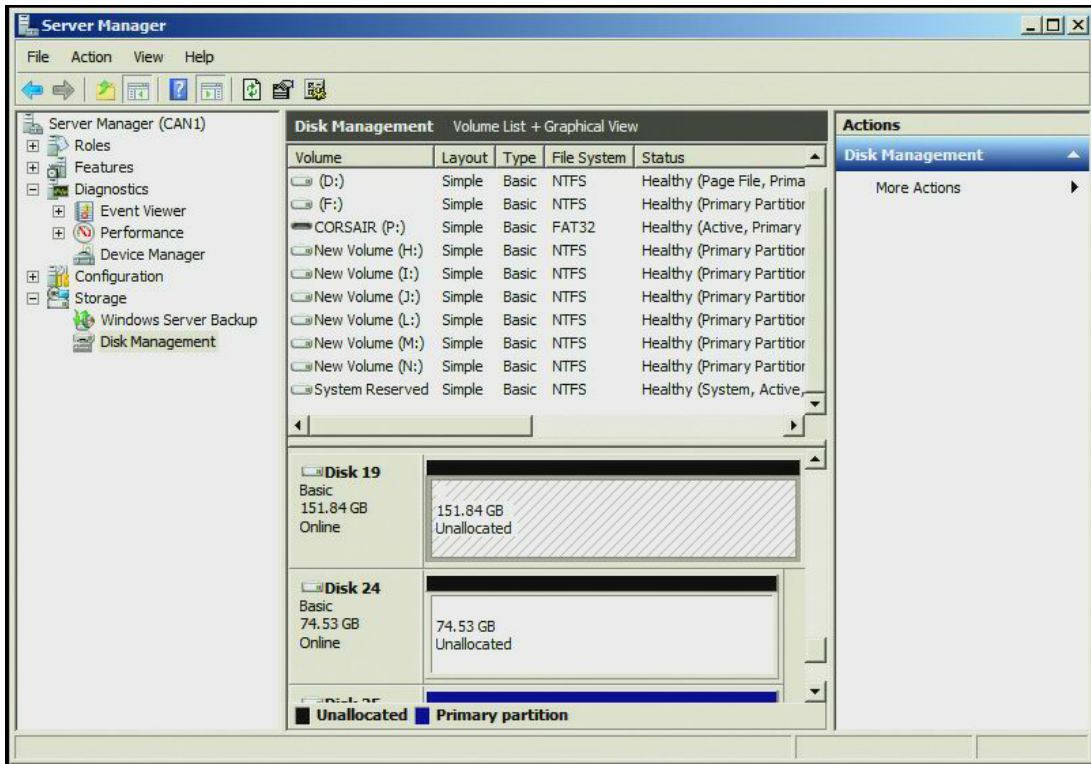 Server Manager
File Action View Help
Server Manager (CAN1)
Roles
Features
Diagnostics
Event Viewer
Performance
Device Manager
Configuration
Storage
Windows Server Backup
Disk Management
Disk Management Volume List + Graphical View
Volume Layout Type File System Status
(D:) Simple Basic NTFS Healthy (Page File, Prima
(F:) Simple Basic NTFS Healthy (Primary Partition
CORSAIR (P:) Simple Basic FAT32 Healthy (Active, Primary
New Volume (H:) Simple Basic NTFS Healthy (Primary Partition
New Volume (I:) Simple Basic NTFS Healthy (Primary Partition
New Volume (J:) Simple Basic NTFS Healthy (Primary Partition
New Volume (L:) Simple Basic NTFS Healthy (Primary Partition
New Volume (M:) Simple Basic NTFS Healthy (Primary Partition
New Volume (N:) Simple Basic NTFS Healthy (Primary Partition
System Reserved Simple Basic NTFS Healthy (System, Active,
Disk 19
Basic
151.84 GB
Online
151.84 GB
Unallocated
Disk 24
Basic
74.53 GB
Online
74.53 GB
Unallocated
Unallocated Primary partition
Actions
Disk Management
More Actions